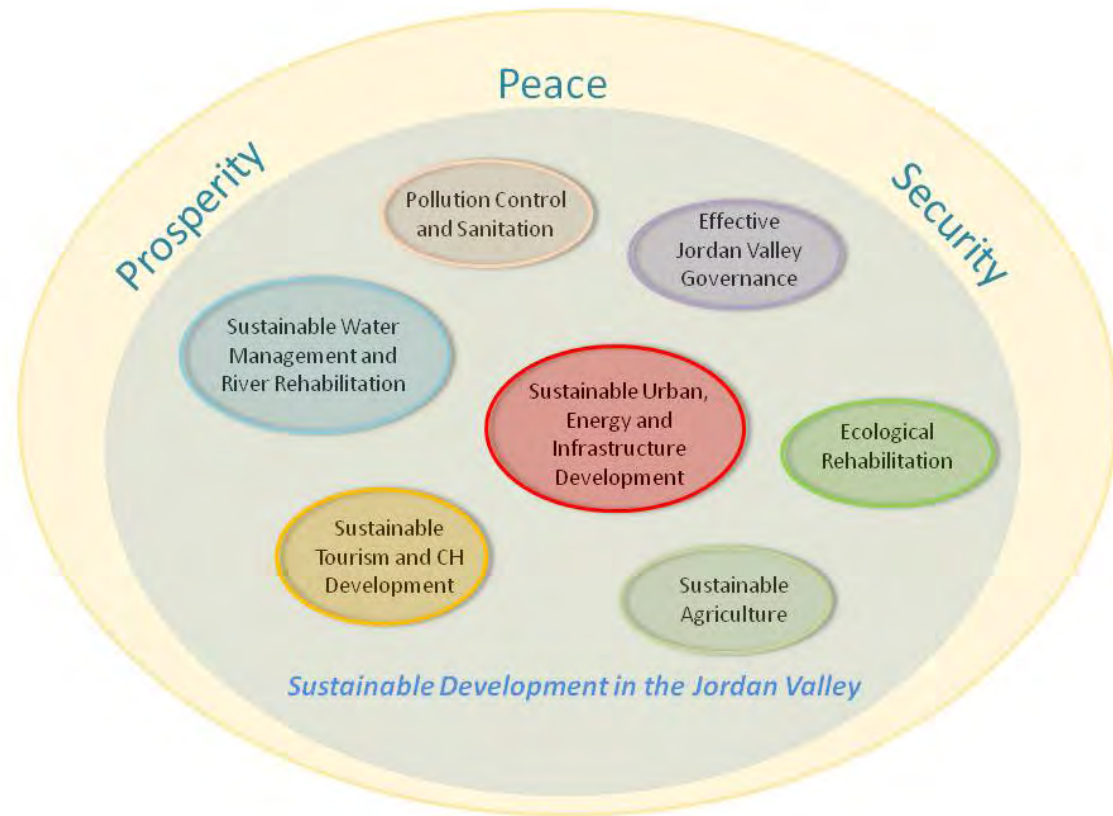 Peace
Prosperity
Security
Pollution Control
and Sanitation
Effective
Jordan Valley
Governance
Sustainable Water
Management and
River Rehabilitation
Sustainable Urban,
Energy and
Infrastructure
Development
Ecological
Rehabilitation
Sustainable
Tourism and CH
Development
Sustainable
Agriculture
Sustainable Development in the Jordan Valley